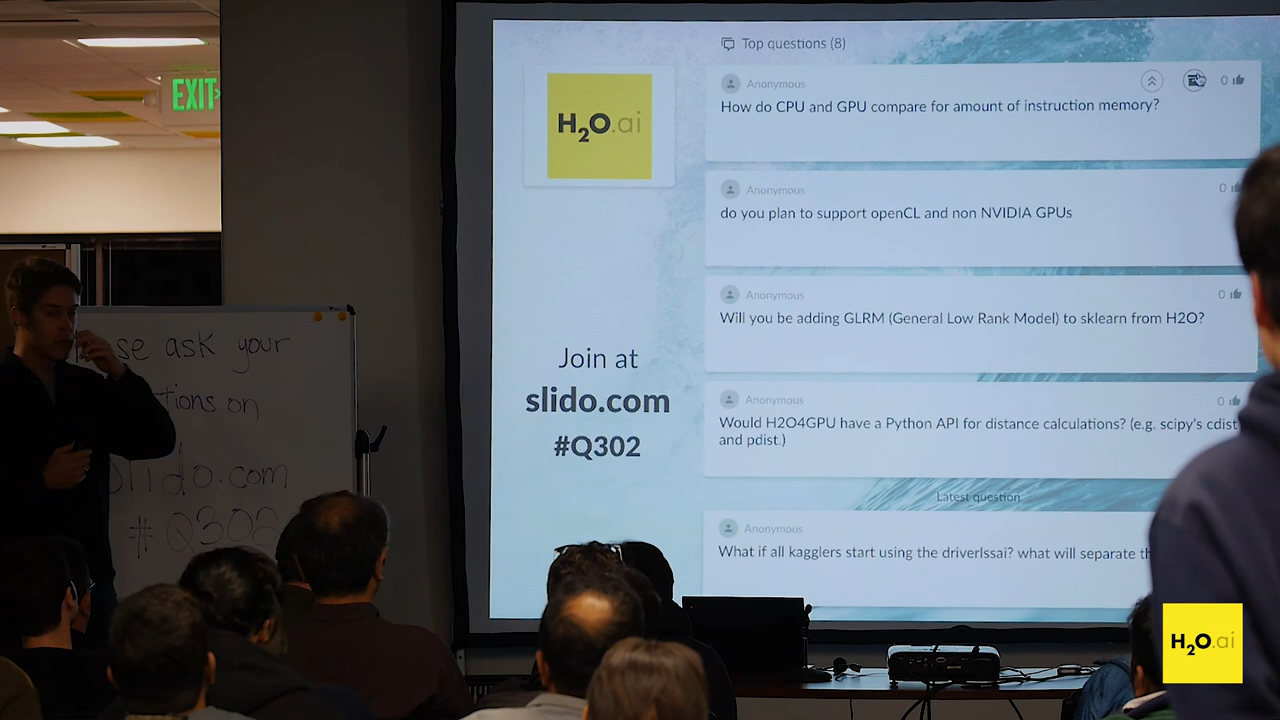 EXIT
Top questions (8)
H2O.ai
Anonymous
0
How do CPU and GPU compare for amount of instruction memory?
Anonymous
0
do you plan to support openCL and non NVIDIA GPUs
Anonymous
0
Will you be adding GLRM (General Low Rank Model) to sklearn from H2O?
Anonymous
0
Would H2O4GPU have a Python API for distance calculations? (e.g. scipy's cdist
and pdist.)
Latest question
Anonymous
What if all kagglers start using the driverlssai? what will separate
Join at
slido.com
#Q302
se ask your
tions on
slido.com
#Q302
H2O.ai